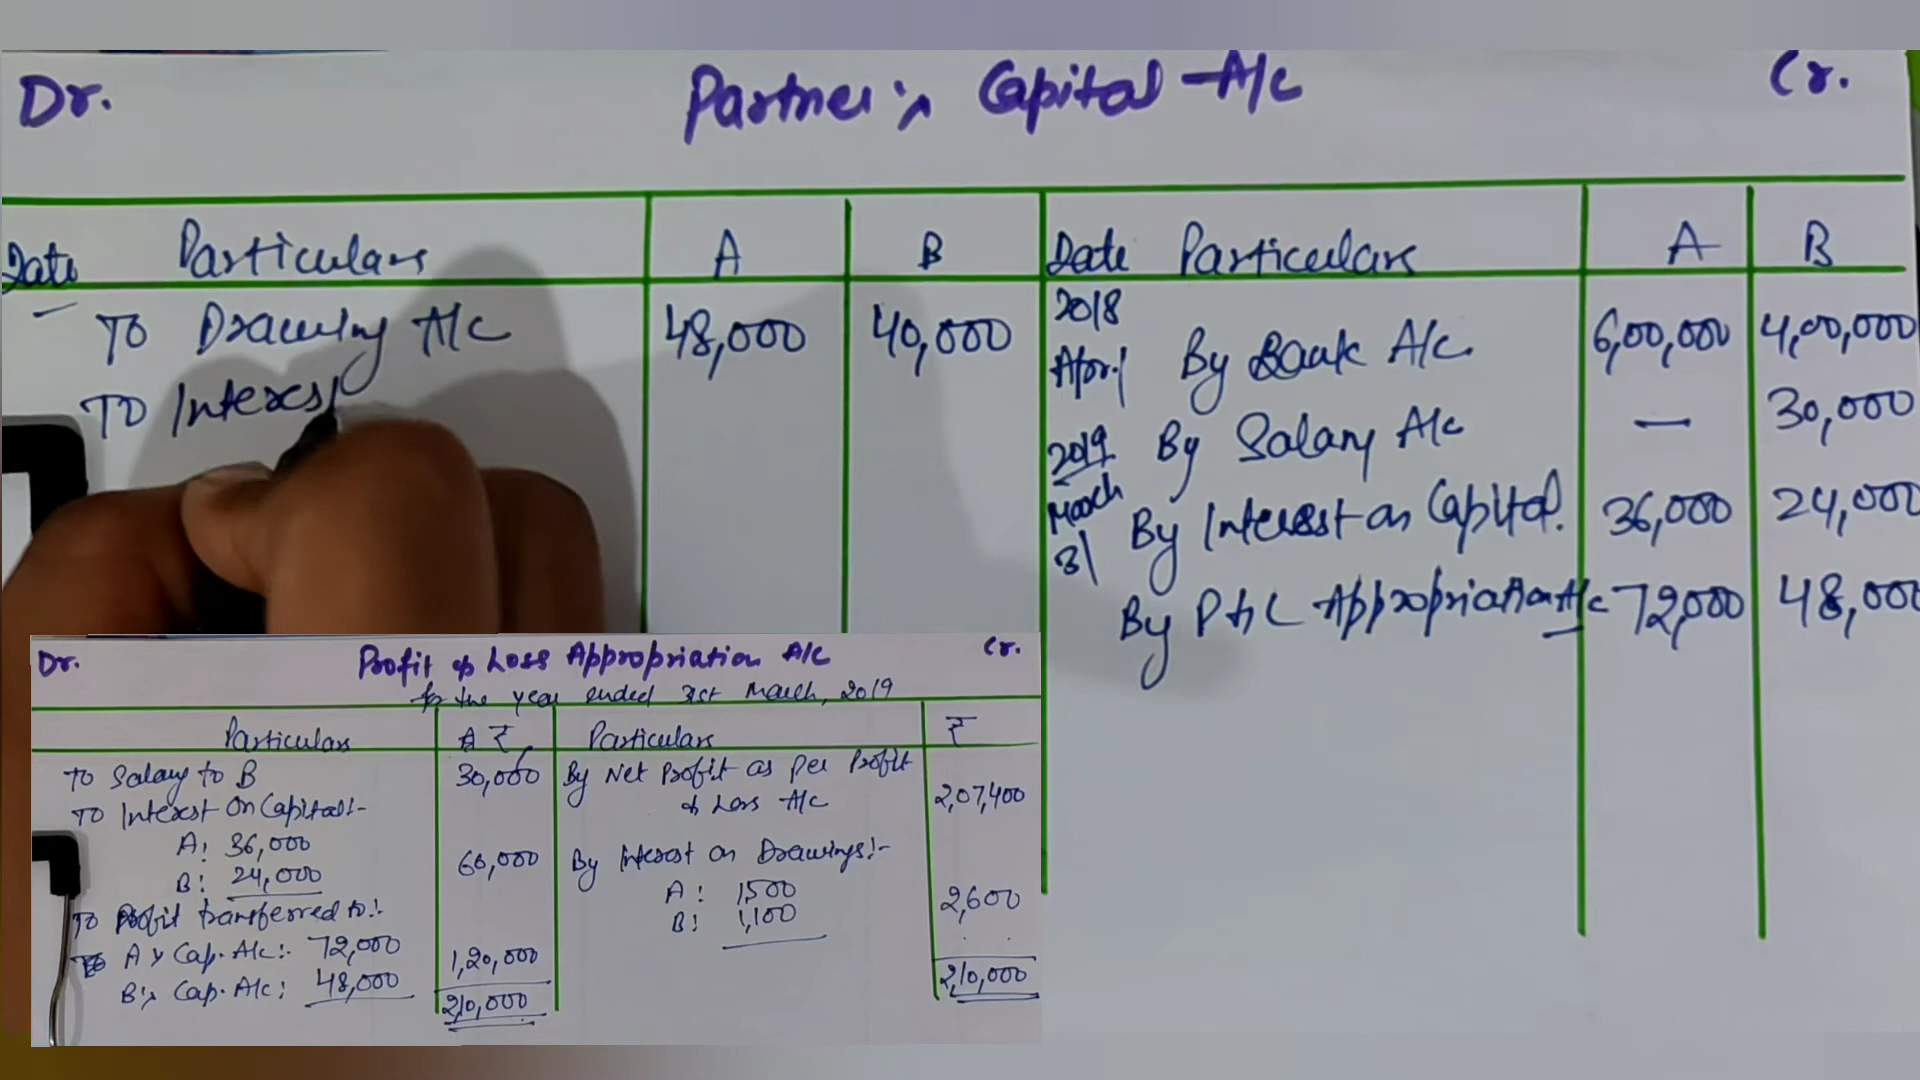 Dr. Partner's Capital A/c Cr.
Date Particulars A B Date Particulars A B
To Drawing A/c 48,000 40,000
To Interest
2018
Apr.1 By Bank A/c. 6,00,000 4,00,000
2019 By Salary A/c — 30,000
March
31 By Interest on Capital. 36,000 24,000
By P & L Appropriation A/c 72,000 48,000
Dr. Profit & Loss Appropriation A/c Cr.
for the year ended 31st March, 2019
Particulars ₹ Particulars ₹
To Salary to B 30,000 By Net Profit as per Profit
& Loss A/c 2,07,400
To Interest on Capital:-
A: 36,000
B: 24,000 60,000
By Interest on Drawings:-
A: 1,500
B: 1,100 2,600
To Profit transferred to:-
A's Cap. A/c:- 72,000
B's Cap. A/c: 48,000 1,20,000
2,10,000 2,10,000